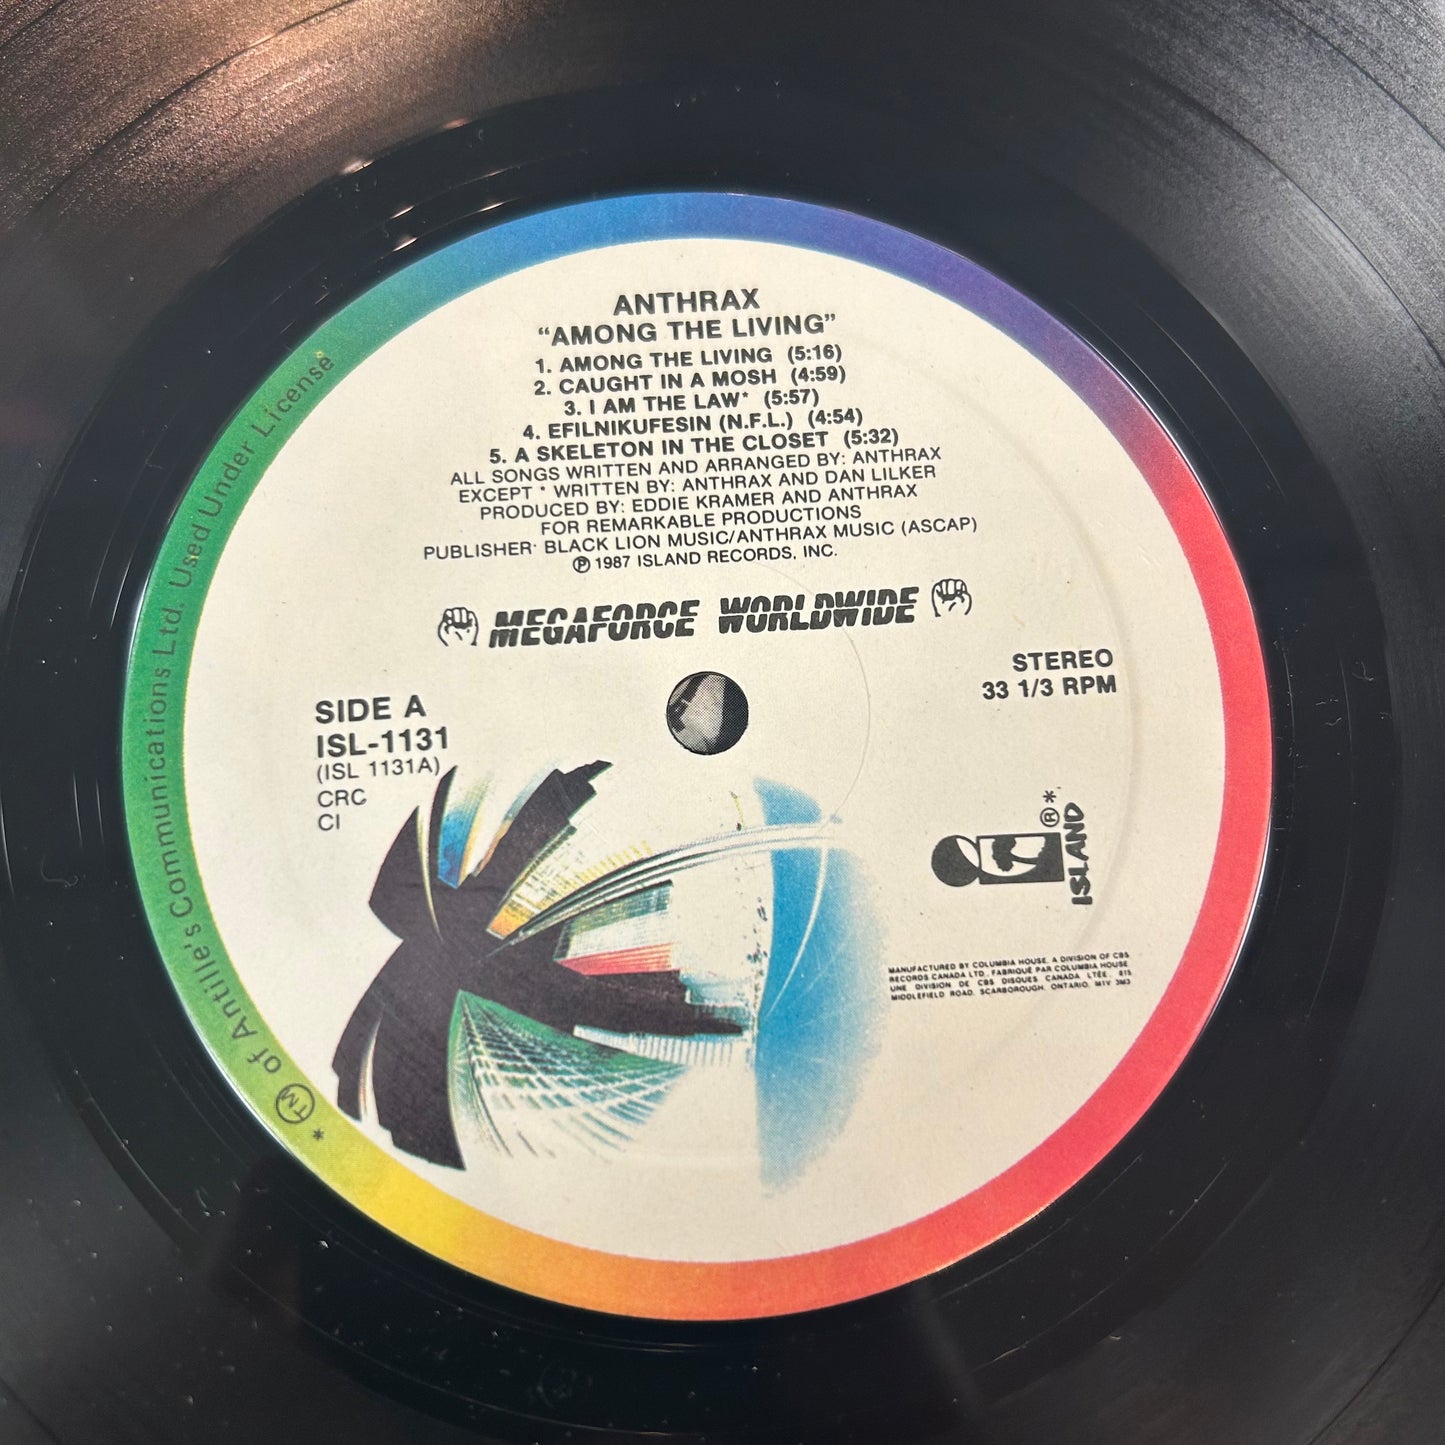 ANTHRAX
"AMONG THE LIVING"
1. AMONG THE LIVING (5:16)
2. CAUGHT IN A MOSH (4:59)
3. I AM THE LAW* (5:57)
4. EFILNIKUFESIN (N.F.L.) (4:54)
5. A SKELETON IN THE CLOSET (5:32)
ALL SONGS WRITTEN AND ARRANGED BY: ANTHRAX
EXCEPT * WRITTEN BY: ANTHRAX AND DAN LILKER
PRODUCED BY: EDDIE KRAMER AND ANTHRAX
FOR REMARKABLE PRODUCTIONS
PUBLISHER: BLACK LION MUSIC/ANTHRAX MUSIC (ASCAP)
℗ 1987 ISLAND RECORDS, INC.
MEGAFORCE WORLDWIDE
STEREO
33 1/3 RPM
SIDE A
ISL-1131
(ISL 1131A)
CRC
CI
®*
ISLAND
MANUFACTURED BY COLUMBIA HOUSE, A DIVISION OF CBS
RECORDS CANADA LTD., FABRIQUÉ PAR COLUMBIA HOUSE
UNE DIVISION DE CBS DISQUES CANADA LTÉE. 815
MIDDLEFIELD ROAD, SCARBOROUGH, ONTARIO, M1V 3M3
* TM of Antille's Communications Ltd. Used Under License